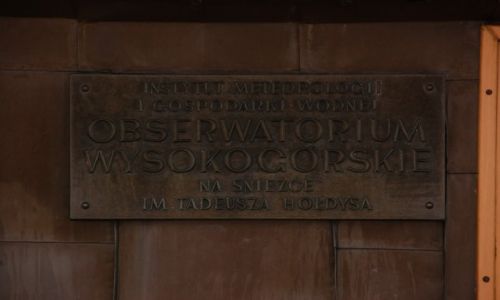 INSTYTUT METEOROLOGII
I GOSPODARKI WODNEJ
OBSERWATORIUM
WYSOKOGÓRSKIE
NA ŚNIEŻCE
IM. TADEUSZA HOŁDYSA